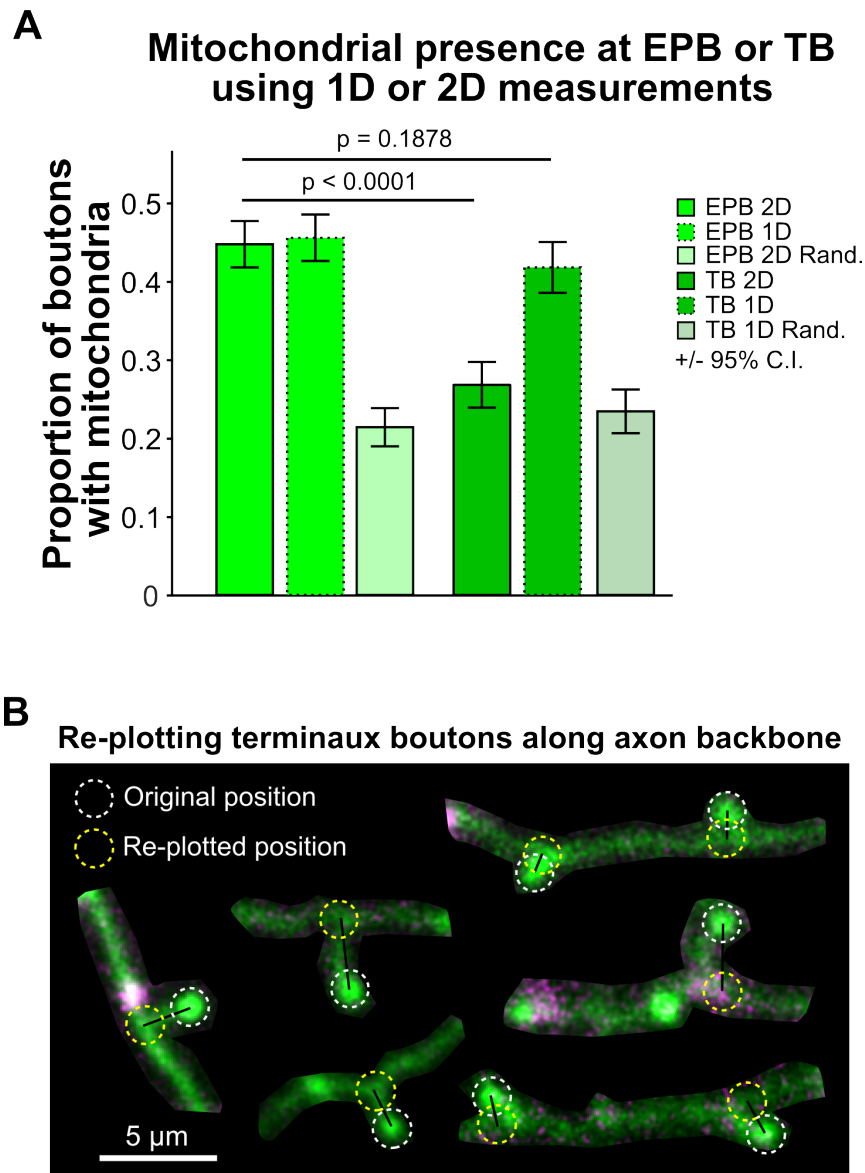 A
Mitochondrial presence at EPB or TB
using 1D or 2D measurements
p = 0.1878
p < 0.0001
Proportion of boutons
with mitochondria
0.5
0.4
0.3
0.2
0.1
0
EPB 2D
EPB 1D
EPB 2D Rand.
TB 2D
TB 1D
TB 1D Rand.
+/- 95% C.I.
B
Re-plotting terminaux boutons along axon backbone
Original position
Re-plotted position
5 µm